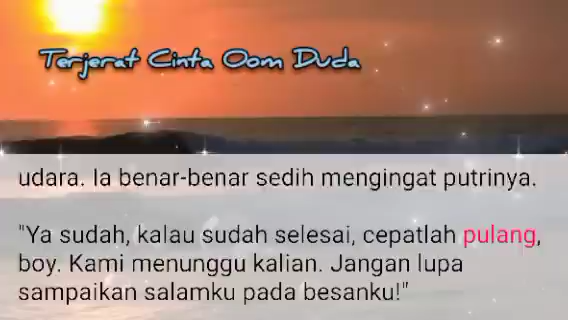 Terjerat Cinta Oom Duda
udara. Ia benar-benar sedih mengingat putrinya.
"Ya sudah, kalau sudah selesai, cepatlah pulang,
boy. Kami menunggu kalian. Jangan lupa
sampaikan salamku pada besanku!"